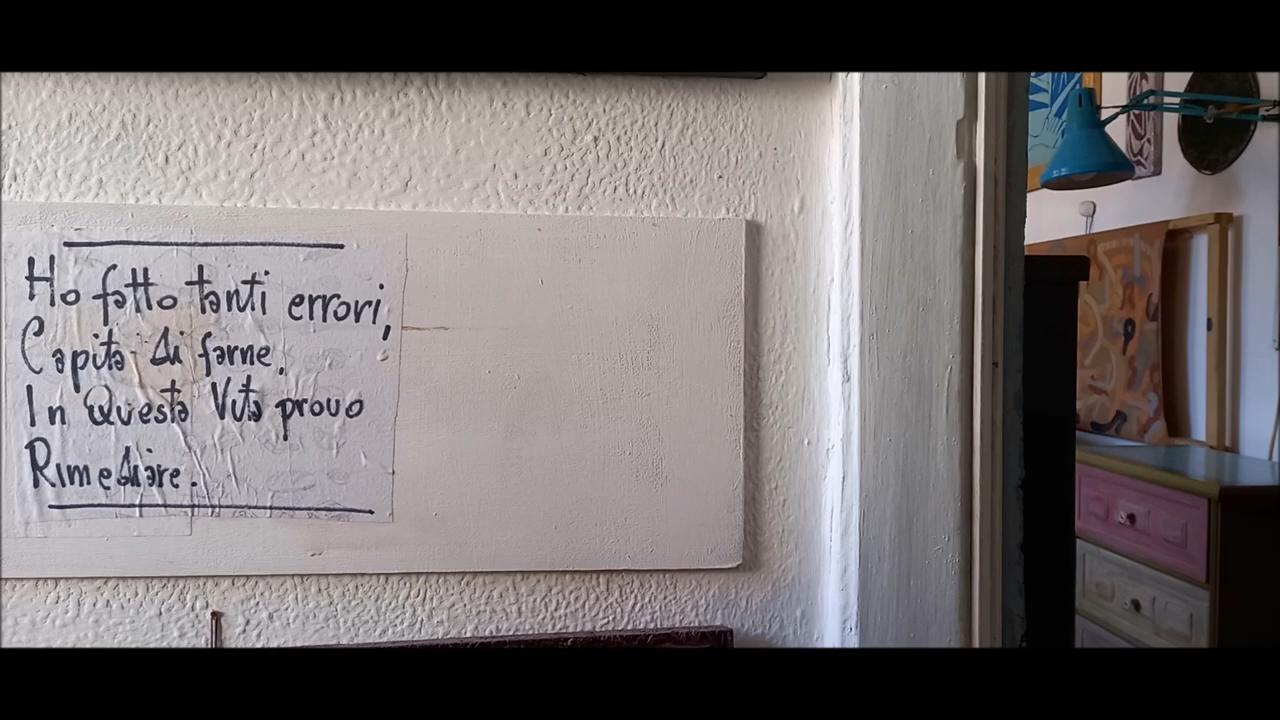 Ho fatto tanti errori,
Capita di farne.
In Questa Vita provo
Rimediare.